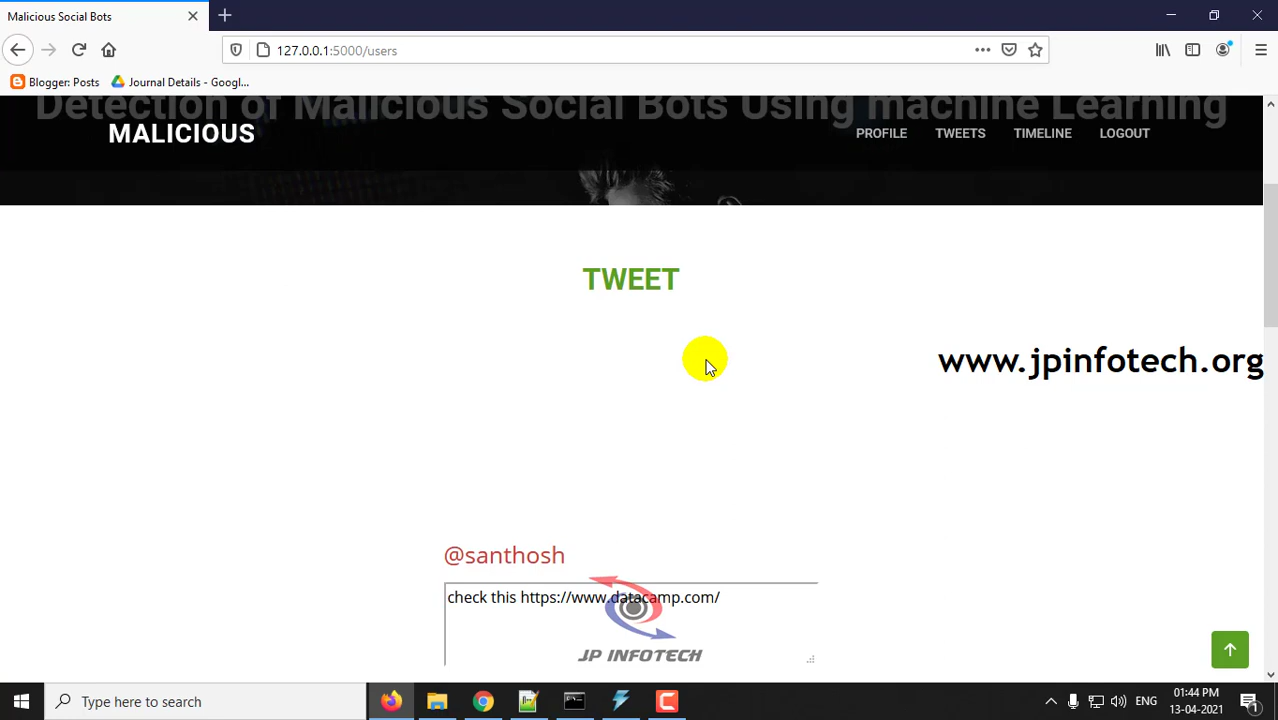 Malicious Social Bots
127.0.0.1:5000/users
Blogger: Posts
Journal Details - Googl...
Detection of Malicious Social Bots Using machine Learning
MALICIOUS
PROFILE
TWEETS
TIMELINE
LOGOUT
TWEET
www.jpinfotech.org
@santhosh
check this https://www.datacamp.com/
JP INFOTECH
Type here to search
ENG
01:44 PM
13-04-2021
1